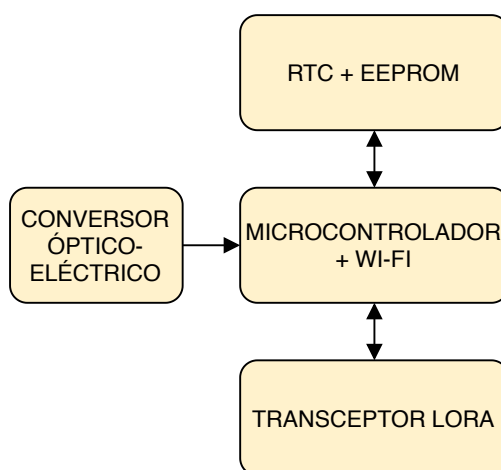 RTC + EEPROM
CONVERSOR
ÓPTICO-
ELÉCTRICO
MICROCONTROLADOR
+ WI-FI
TRANSCEPTOR LORA